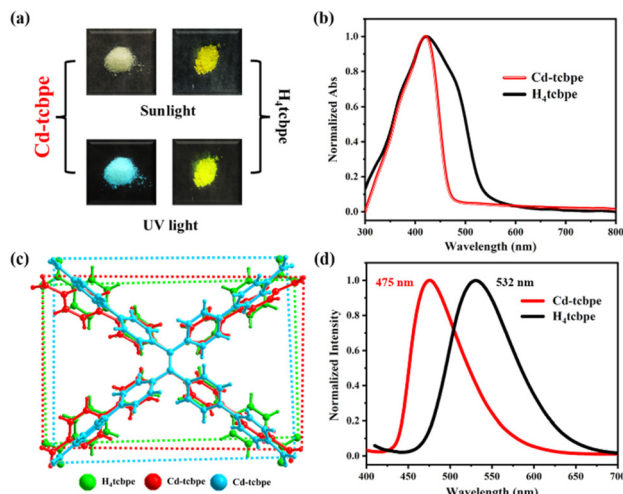 (a)
Cd-tcbpe
Sunlight
UV light
H₄tcbpe
(b)
Normalized Abs
1.0
0.8
0.6
0.4
0.2
0.0
Cd-tcbpe
H₄tcbpe
300 400 500 600 700 800
Wavelength (nm)
(c)
H₄tcbpe Cd-tcbpe Cd-tcbpe
(d)
475 nm 532 nm
Normalized Intensity
1.0
0.8
0.6
0.4
0.2
0.0
Cd-tcbpe
H₄tcbpe
400 450 500 550 600 650 700
Wavelength (nm)